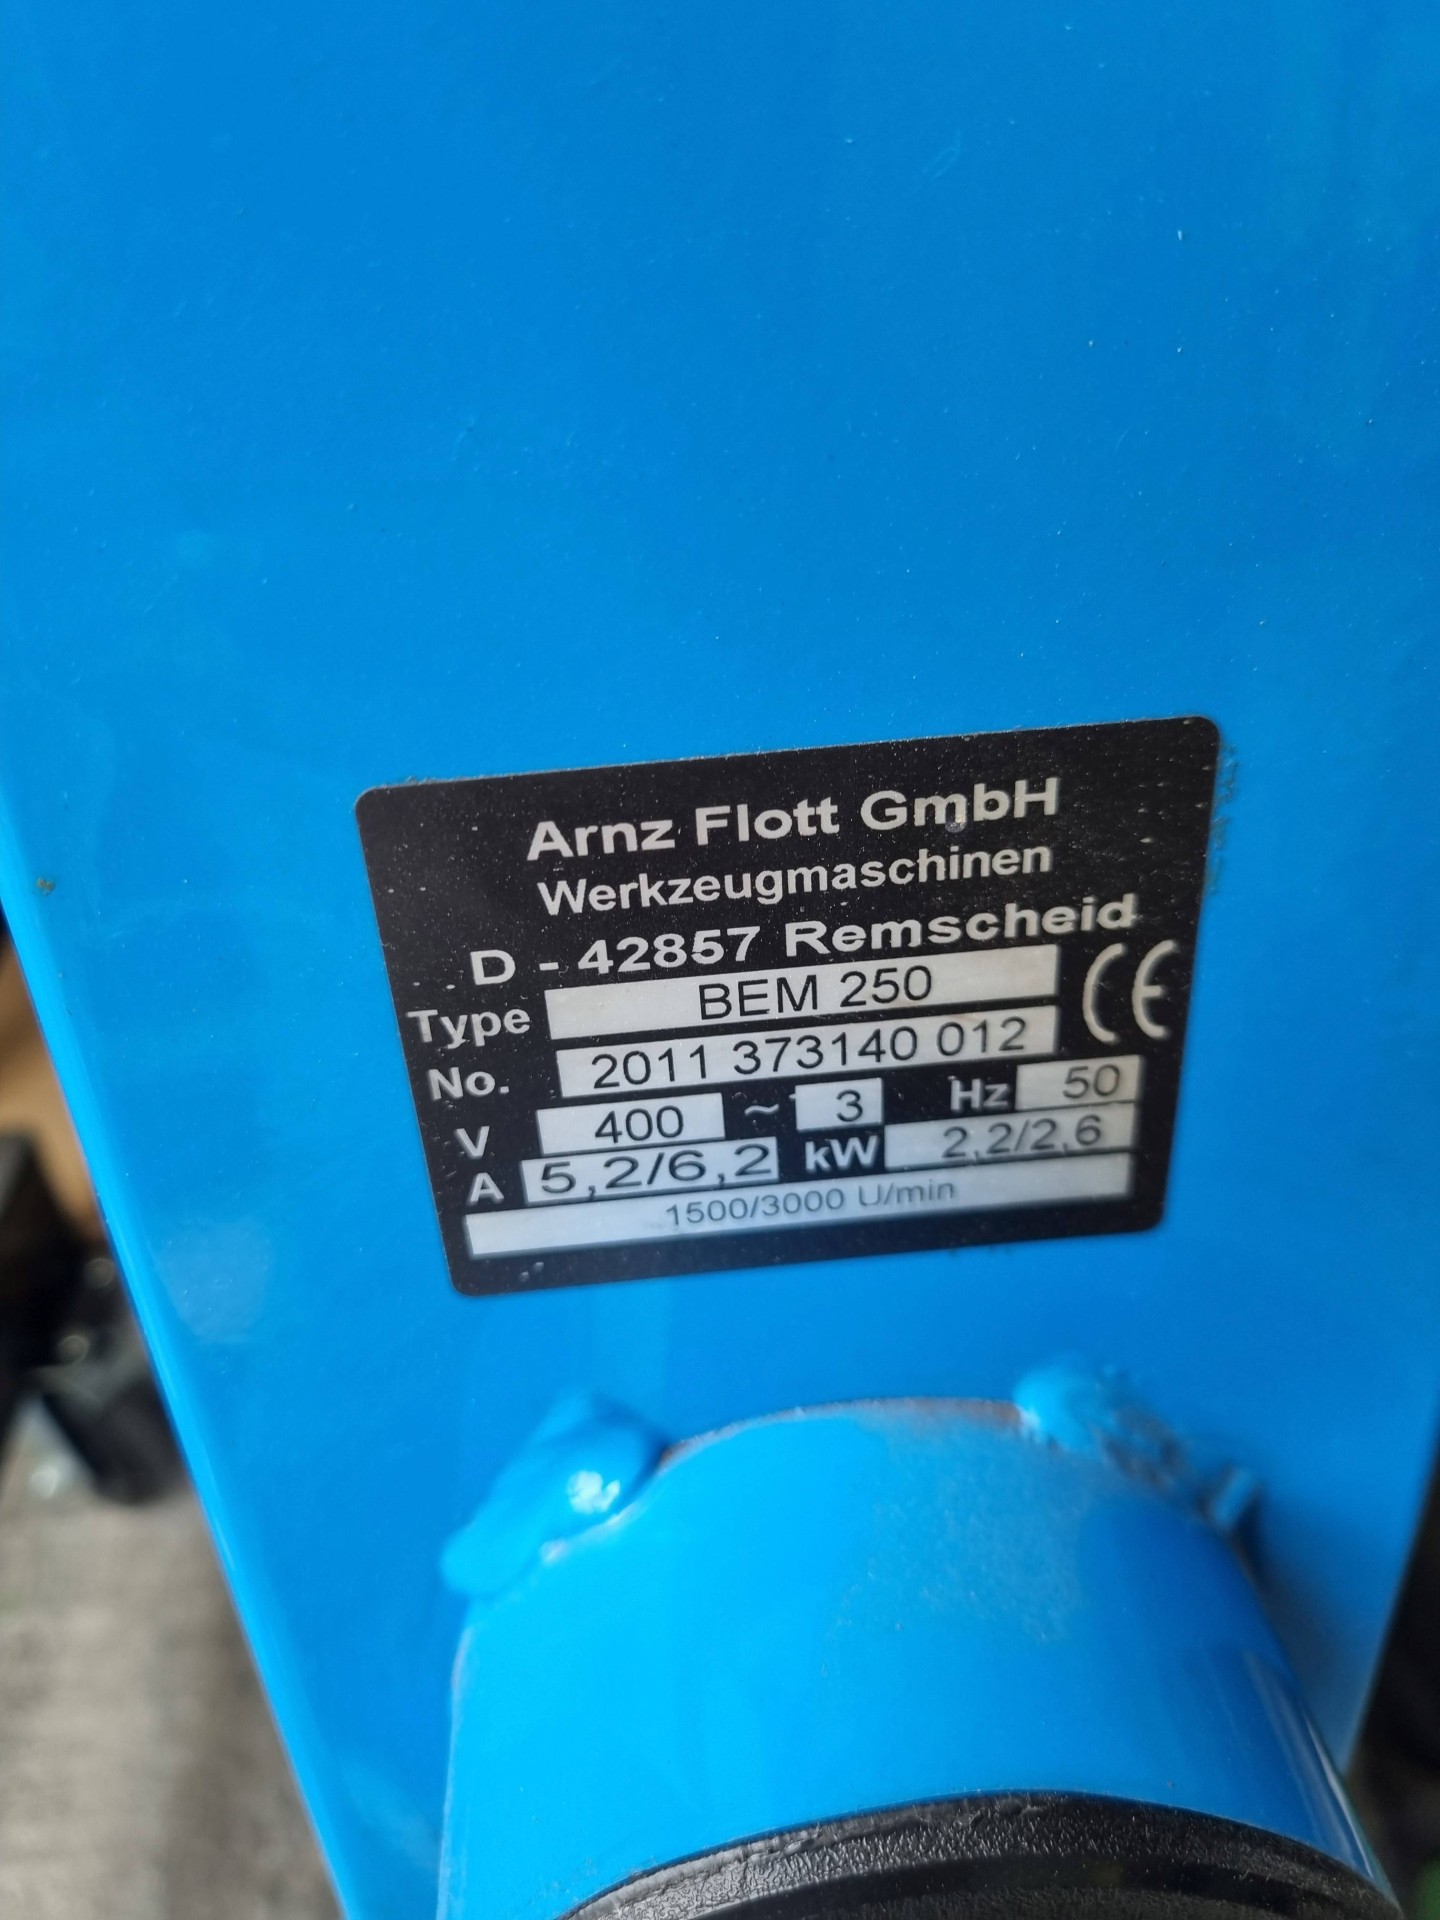 Arnz Flott GmbH
Werkzeugmaschinen
D - 42857 Remscheid
Type BEM 250 CE
No. 2011 373140 012
V 400 ~ 3 Hz 50
A 5,2/6,2 kW 2,2/2,6
1500/3000 U/min